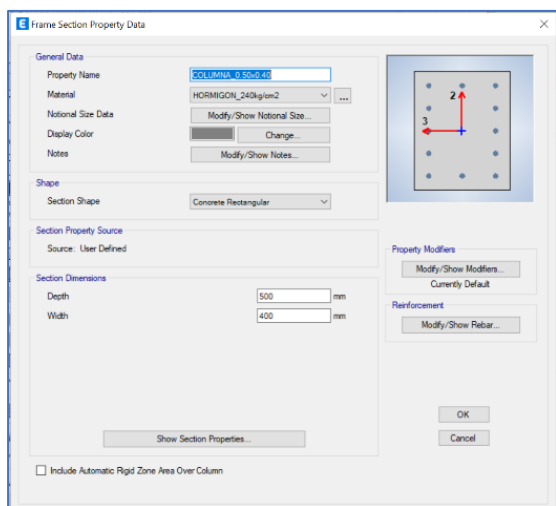 E Frame Section Property Data
General Data
Property Name COLUMNA_0.50x0.40
Material HORMIGON_240kg/cm2 ...
Notional Size Data Modify/Show Notional Size...
Display Color Change...
Notes Modify/Show Notes...
Shape
Section Shape Concrete Rectangular
Section Property Source
Source: User Defined
Section Dimensions
Depth 500 mm
Width 400 mm
Show Section Properties...
Include Automatic Rigid Zone Area Over Column
2
3
Property Modifiers
Modify/Show Modifiers...
Currently Default
Reinforcement
Modify/Show Rebar...
OK
Cancel